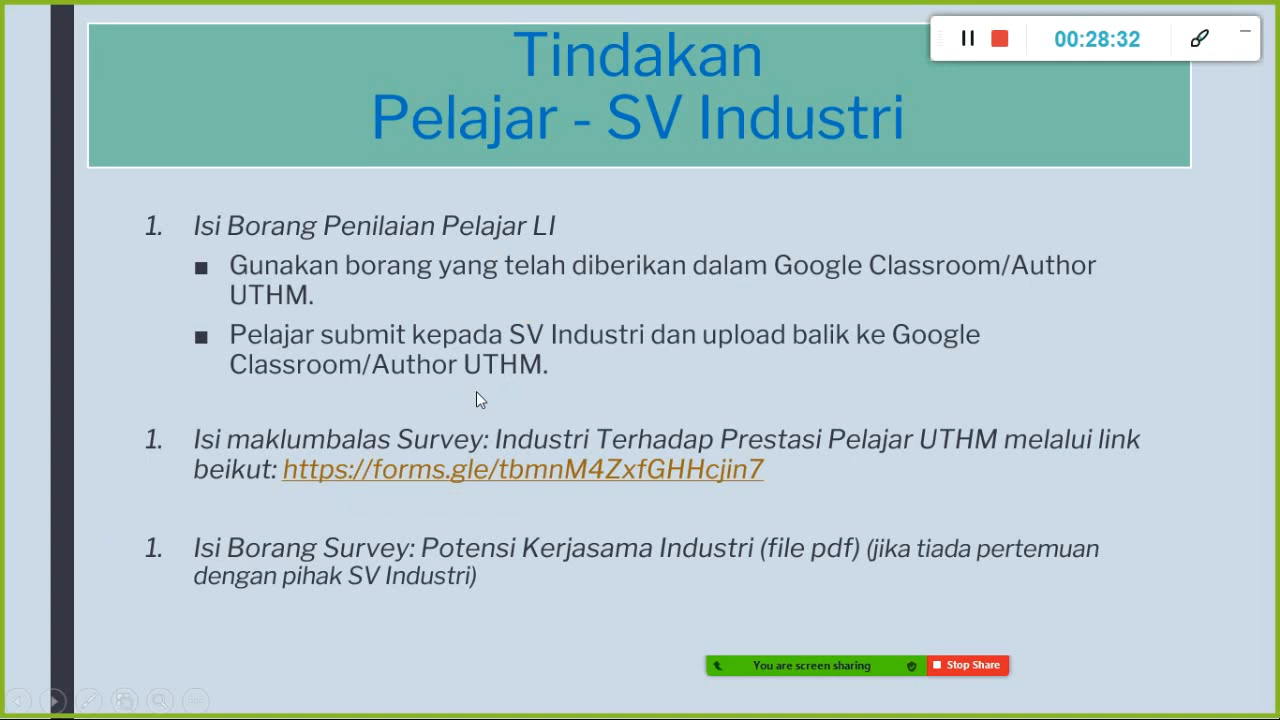 Tindakan
Pelajar - SV Industri
00:28:32
1. Isi Borang Penilaian Pelajar LI
■ Gunakan borang yang telah diberikan dalam Google Classroom/Author
UTHM.
■ Pelajar submit kepada SV Industri dan upload balik ke Google
Classroom/Author UTHM.
1. Isi maklumbalas Survey: Industri Terhadap Prestasi Pelajar UTHM melalui link
beikut: https://forms.gle/tbmnM4ZxfGHHcjin7
1. Isi Borang Survey: Potensi Kerjasama Industri (file pdf) (jika tiada pertemuan
dengan pihak SV Industri)
You are screen sharing
Stop Share